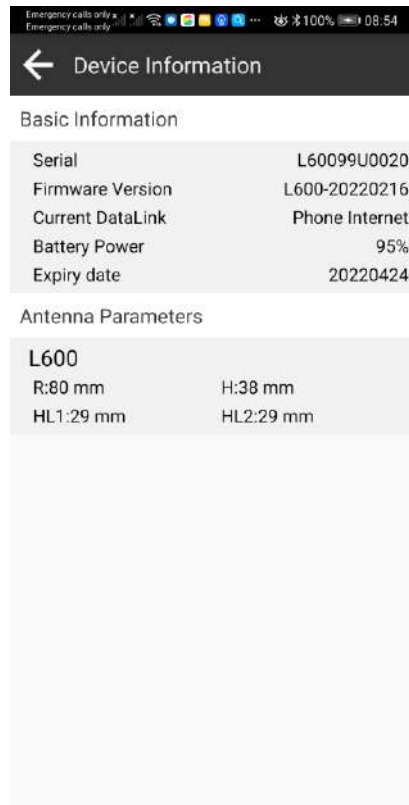 Emergency calls only
Emergency calls only
100% 08:54
Device Information
Basic Information
Serial L60099U0020
Firmware Version L600-20220216
Current DataLink Phone Internet
Battery Power 95%
Expiry date 20220424
Antenna Parameters
L600
R:80 mm H:38 mm
HL1:29 mm HL2:29 mm